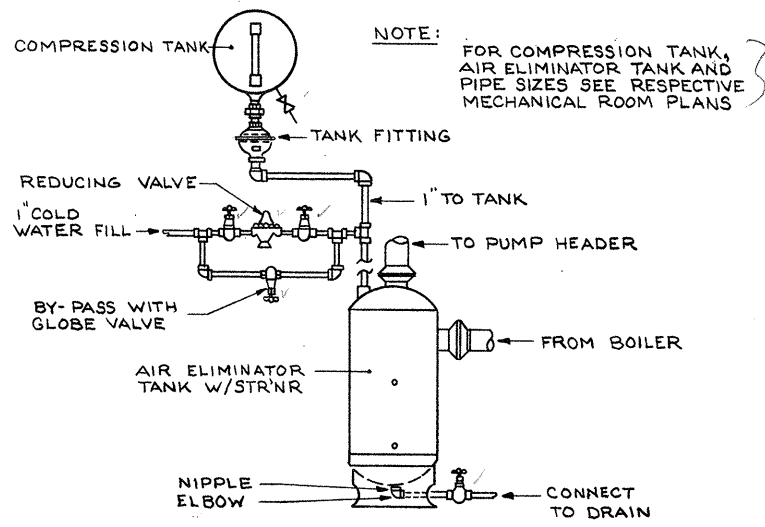 COMPRESSION TANK
NOTE:
FOR COMPRESSION TANK,
AIR ELIMINATOR TANK AND
PIPE SIZES SEE RESPECTIVE
MECHANICAL ROOM PLANS
TANK FITTING
REDUCING VALVE
1" TO TANK
1" COLD
WATER FILL
TO PUMP HEADER
BY-PASS WITH
GLOBE VALVE
FROM BOILER
AIR ELIMINATOR
TANK W/STR'NR
NIPPLE
ELBOW
CONNECT
TO DRAIN